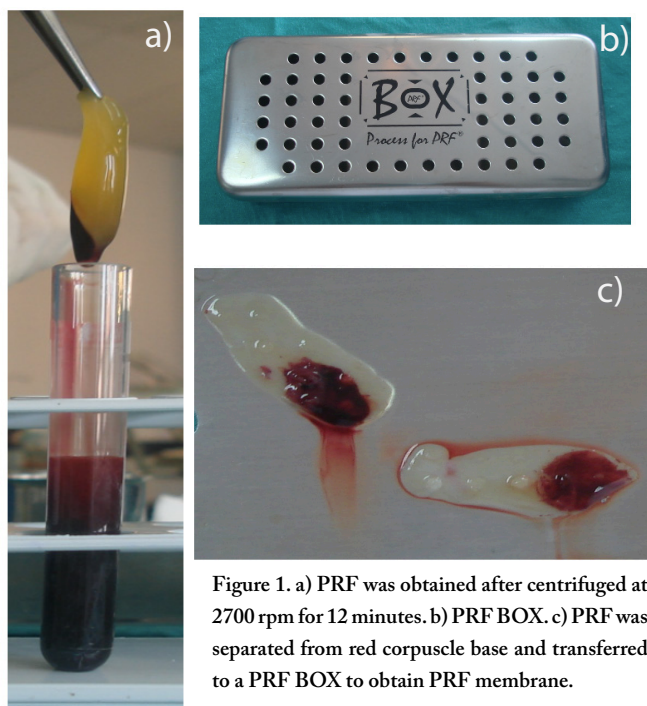 a)
b)
BOX
PRF
Process for PRF®
c)
Figure 1. a) PRF was obtained after centrifuged at
2700 rpm for 12 minutes. b) PRF BOX. c) PRF was
separated from red corpuscle base and transferred
to a PRF BOX to obtain PRF membrane.